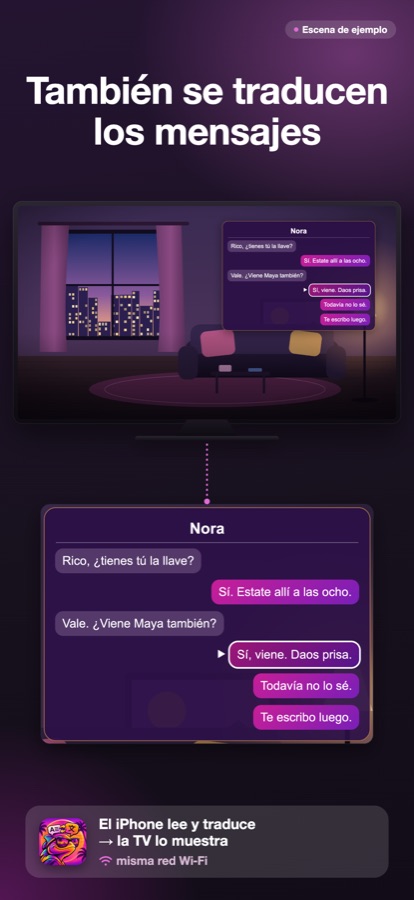 Escena de ejemplo
También se traducen
los mensajes
Nora
Rico, ¿tienes tú la llave?
Sí. Estate allí a las ocho.
Vale. ¿Viene Maya también?
Sí, viene. Daos prisa.
Todavía no lo sé.
Te escribo luego.
Nora
Rico, ¿tienes tú la llave?
Sí. Estate allí a las ocho.
Vale. ¿Viene Maya también?
Sí, viene. Daos prisa.
Todavía no lo sé.
Te escribo luego.
El iPhone lee y traduce
→ la TV lo muestra
misma red Wi-Fi